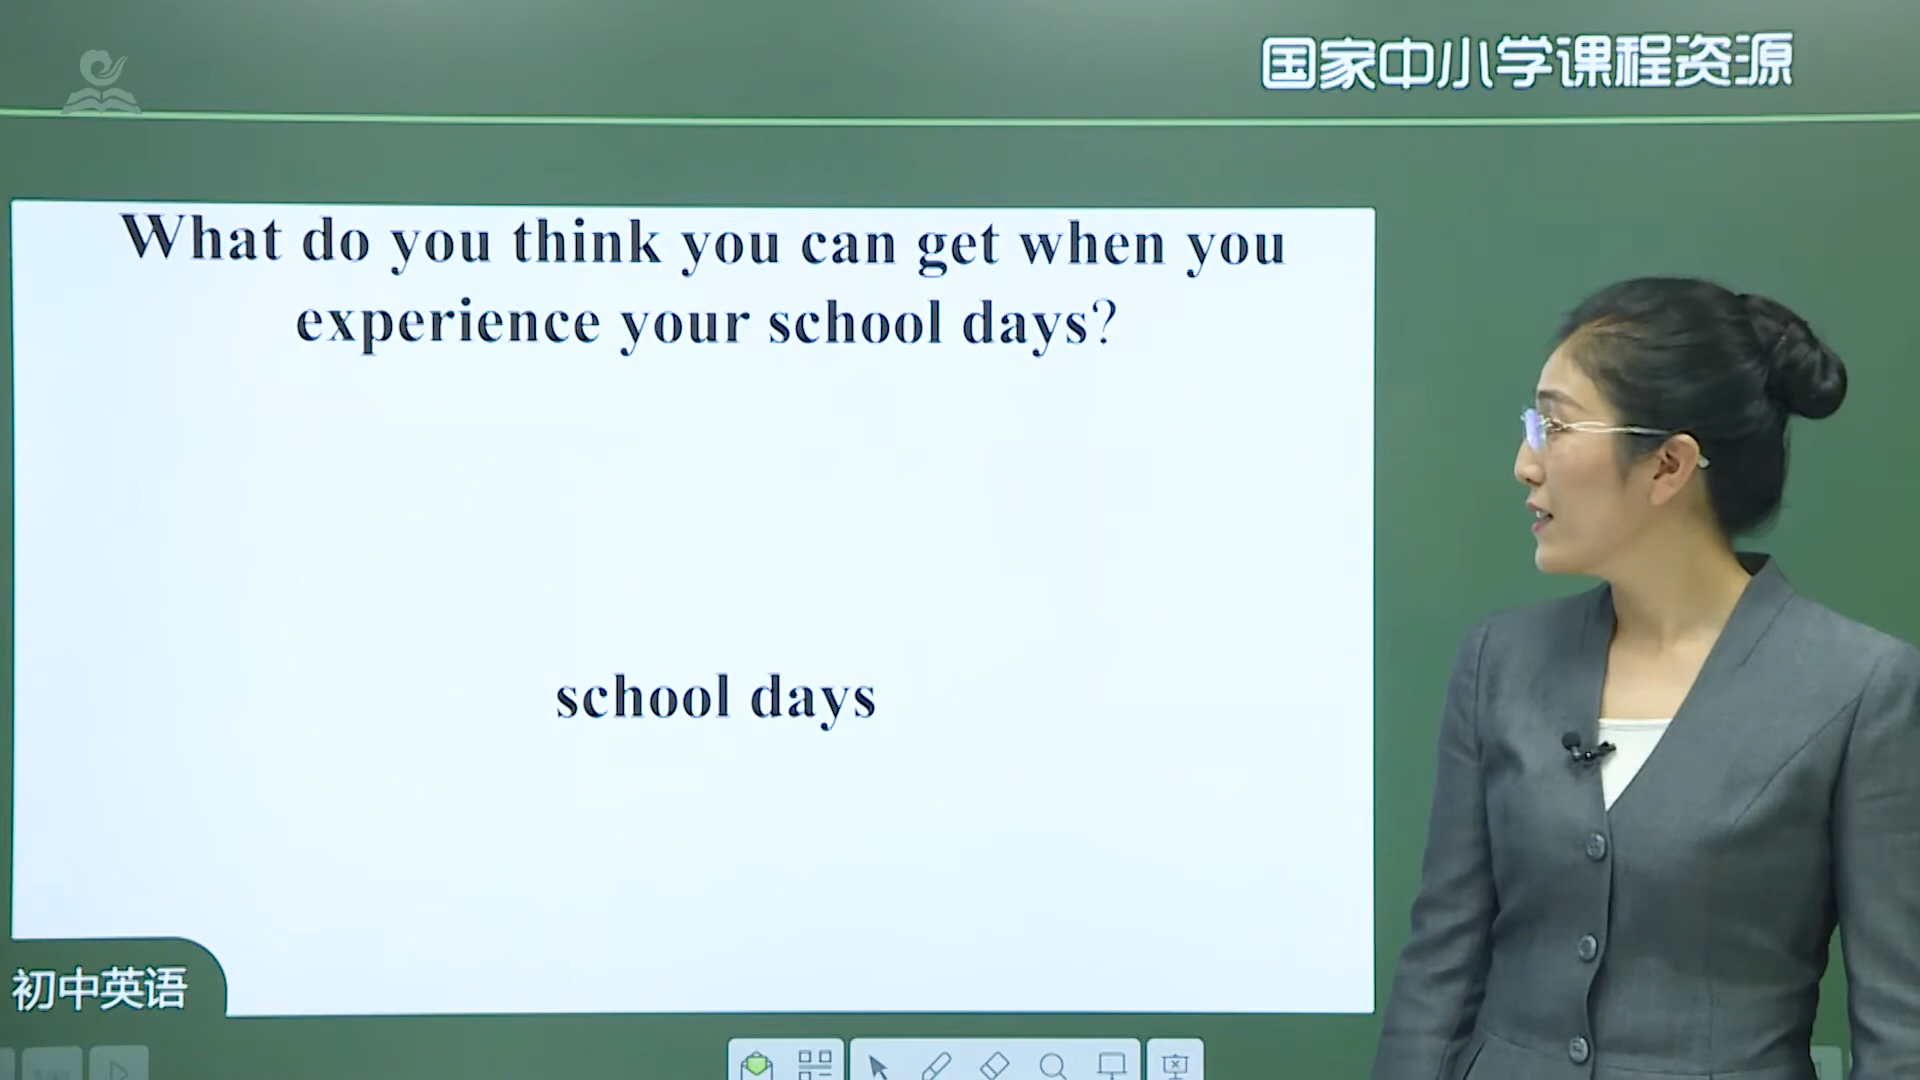 国家中小学课程资源
What do you think you can get when you
experience your school days?
school days
初中英语